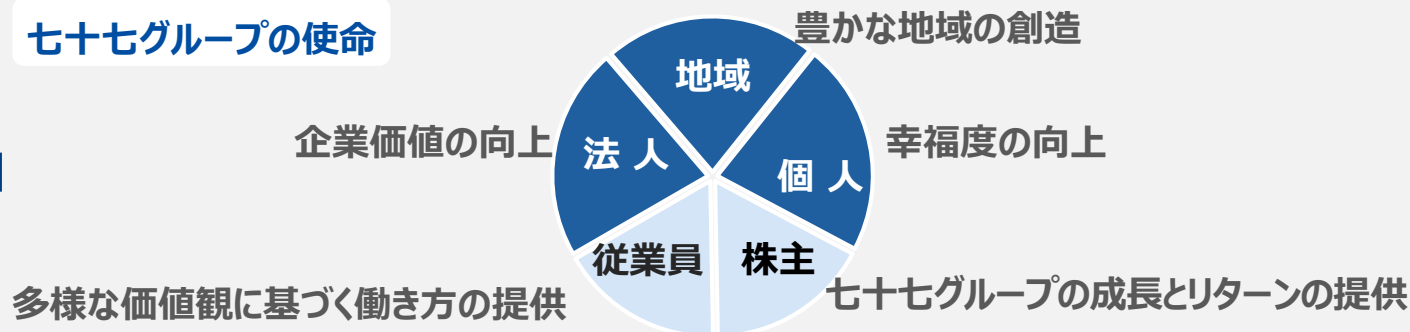 七十七グループの使命
豊かな地域の創造
地域
企業価値の向上
法 人
個 人
幸福度の向上
従業員
株主
多様な価値観に基づく働き方の提供
七十七グループの成長とリターンの提供